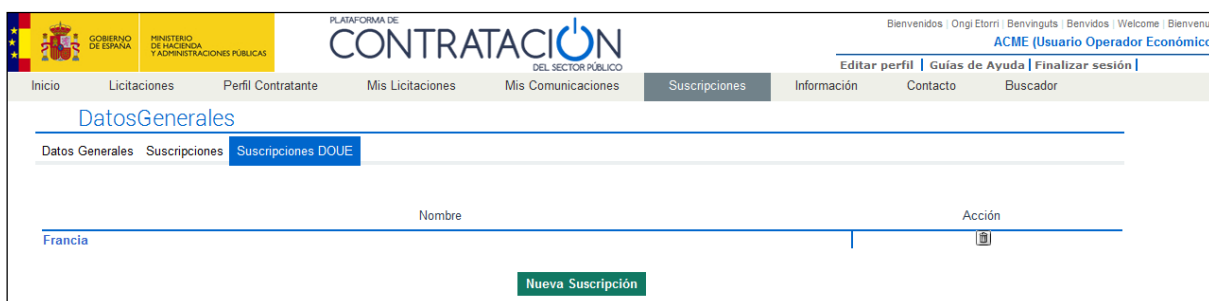 GOBIERNO DE ESPAÑA
MINISTERIO DE HACIENDA Y ADMINISTRACIONES PÚBLICAS
PLATAFORMA DE
CONTRATACIÓN
DEL SECTOR PÚBLICO
Bienvenidos | Ongi Etorri | Benvinguts | Benvidos | Welcome | Bienvenu
ACME (Usuario Operador Económico
Editar perfil | Guías de Ayuda | Finalizar sesión |
Inicio Licitaciones Perfil Contratante Mis Licitaciones Mis Comunicaciones Suscripciones Información Contacto Buscador
DatosGenerales
Datos Generales Suscripciones Suscripciones DOUE
Nombre Acción
Francia
Nueva Suscripción